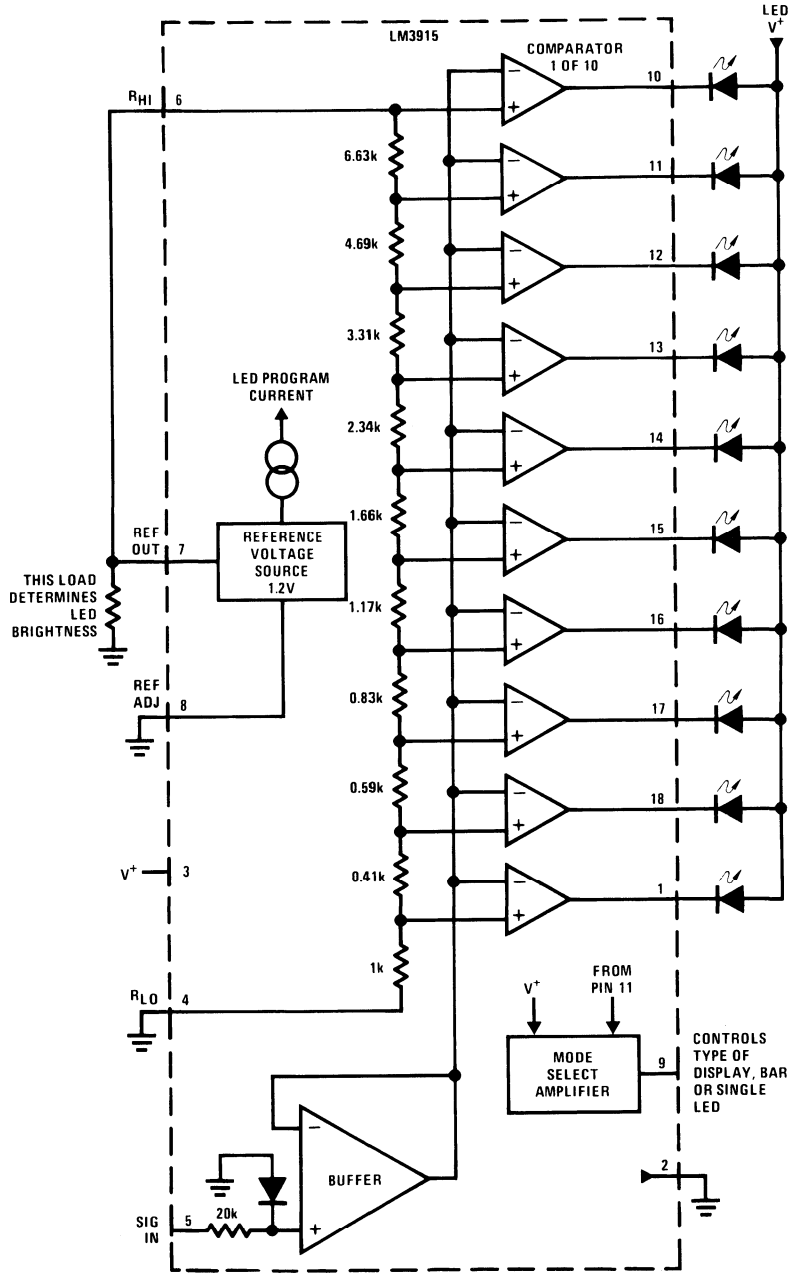 LED
V+
LM3915
COMPARATOR
1 OF 10
RHI
6
−
+
10
6.63k
−
+
11
4.69k
−
+
12
3.31k
−
+
13
LED PROGRAM
CURRENT
2.34k
−
+
14
1.66k
−
+
15
REF
OUT
7
REFERENCE
VOLTAGE
SOURCE
1.2V
THIS LOAD
DETERMINES
LED
BRIGHTNESS
1.17k
−
+
16
REF
ADJ
8
0.83k
−
+
17
0.59k
−
+
18
V+
3
0.41k
−
+
1
1k
RLO
4
V+
FROM
PIN 11
MODE
SELECT
AMPLIFIER
9
CONTROLS
TYPE OF
DISPLAY, BAR
OR SINGLE
LED
−
BUFFER
+
2
SIG
IN
5
20k